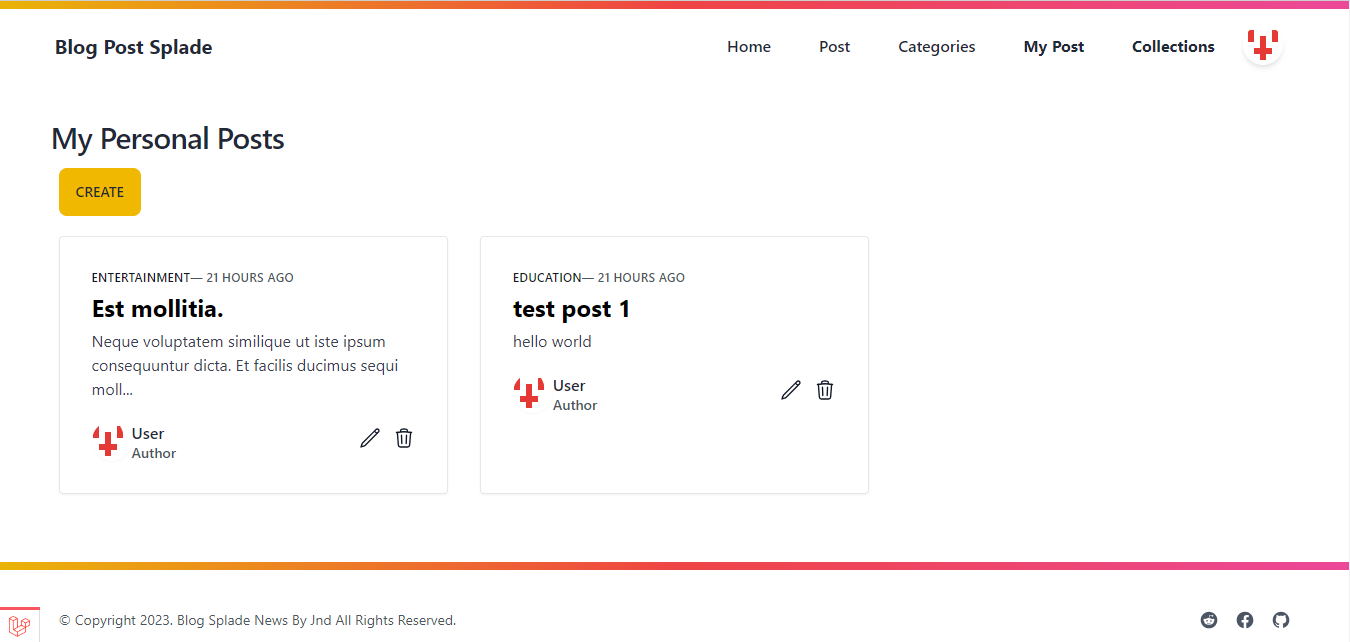 Blog Post Splade
Home Post Categories My Post Collections
My Personal Posts
CREATE
ENTERTAINMENT— 21 HOURS AGO
Est mollitia.
Neque voluptatem similique ut iste ipsum
consequuntur dicta. Et facilis ducimus sequi
moll...
User
Author
EDUCATION— 21 HOURS AGO
test post 1
hello world
User
Author
© Copyright 2023. Blog Splade News By Jnd All Rights Reserved.